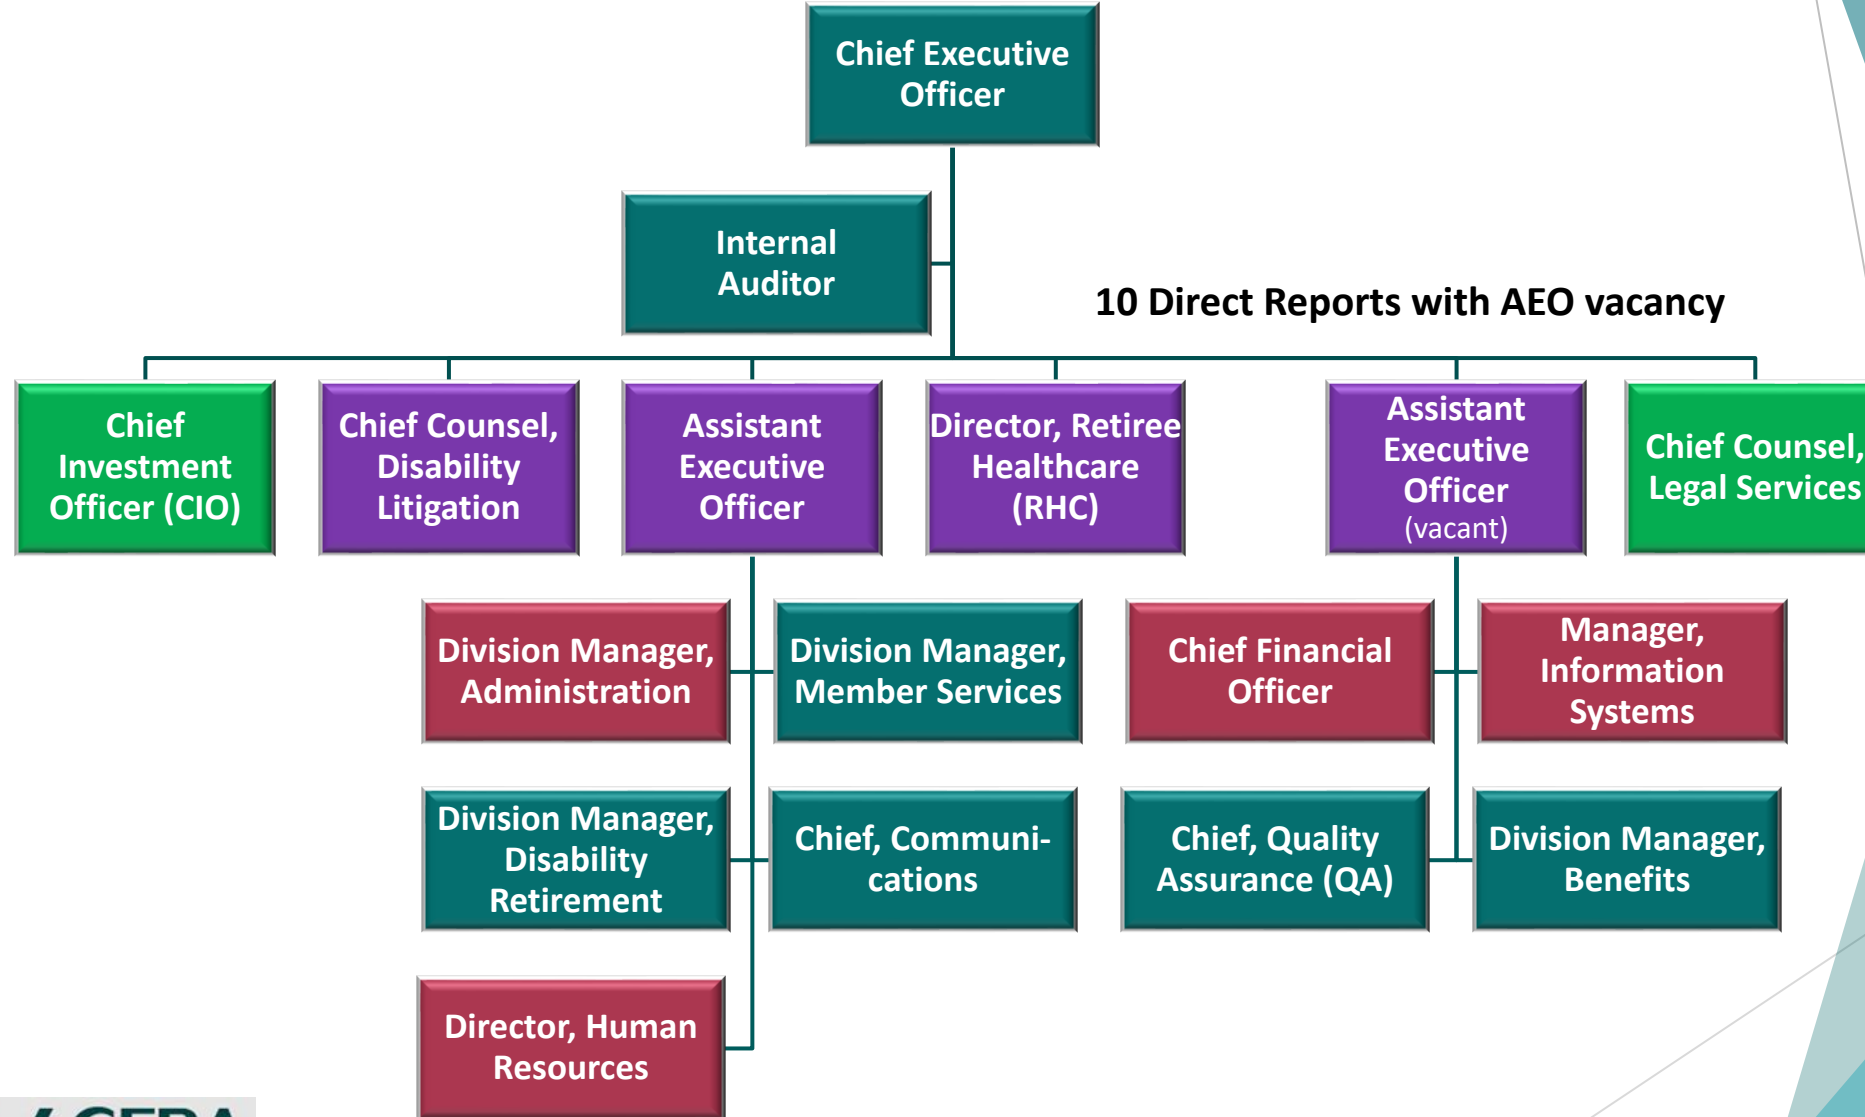 Chief Executive
Officer
Internal
Auditor
10 Direct Reports with AEO vacancy
Chief
Investment
Officer (CIO)
Chief Counsel,
Disability
Litigation
Assistant
Executive
Officer
Director, Retiree
Healthcare
(RHC)
Assistant
Executive
Officer
(vacant)
Chief Counsel,
Legal Services
Division Manager,
Administration
Division Manager,
Member Services
Chief Financial
Officer
Manager,
Information
Systems
Division Manager,
Disability
Retirement
Chief, Communi-
cations
Chief, Quality
Assurance (QA)
Division Manager,
Benefits
Director, Human
Resources